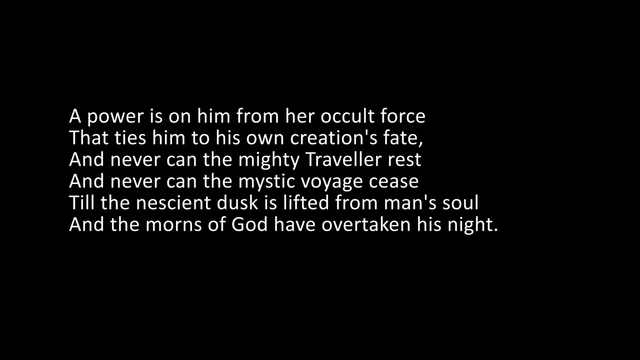 A power is on him from her occult force
That ties him to his own creation's fate,
And never can the mighty Traveller rest
And never can the mystic voyage cease
Till the nescient dusk is lifted from man's soul
And the morns of God have overtaken his night.